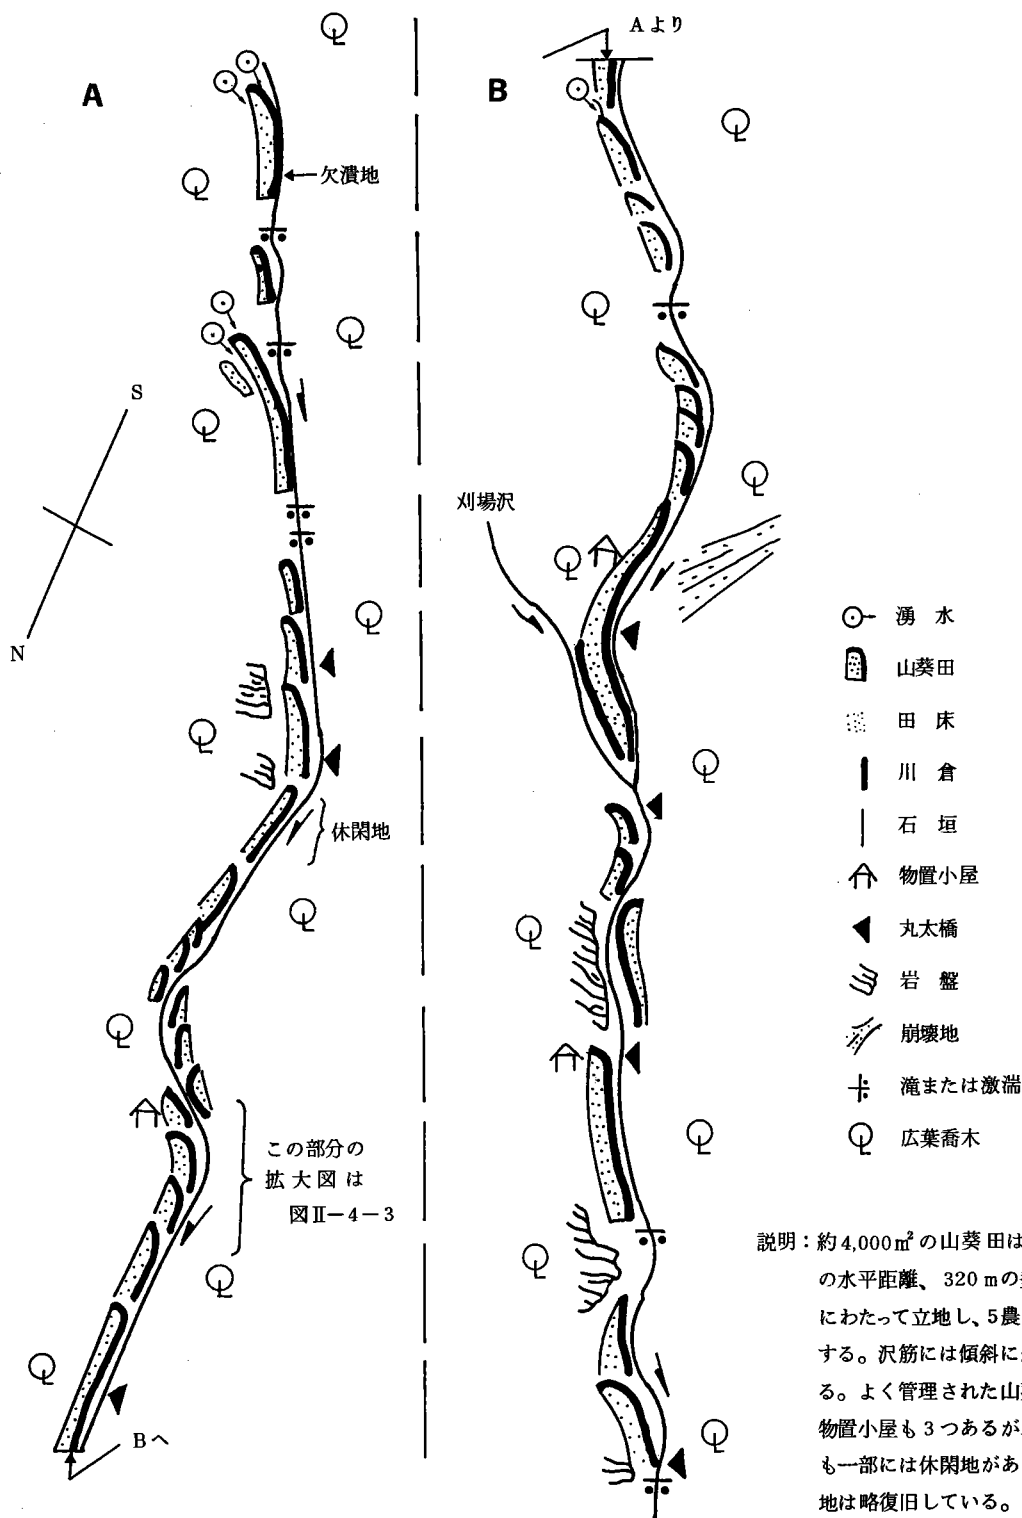 A
欠潰地
S
N
休閑地
この部分の
拡大図は
図Ⅱ-4-3
Bへ
B
Aより
刈場沢
湧水
山葵田
田床
川倉
石垣
物置小屋
丸太橋
岩盤
崩壊地
滝または激湍
広葉喬木
説明：約4,000㎡の山葵田は
の水平距離、320mの
にわたって立地し、5農
する。沢筋には傾斜に
る。よく管理された山
物置小屋も3つあるが
も一部には休閑地があ
地は略復旧している。